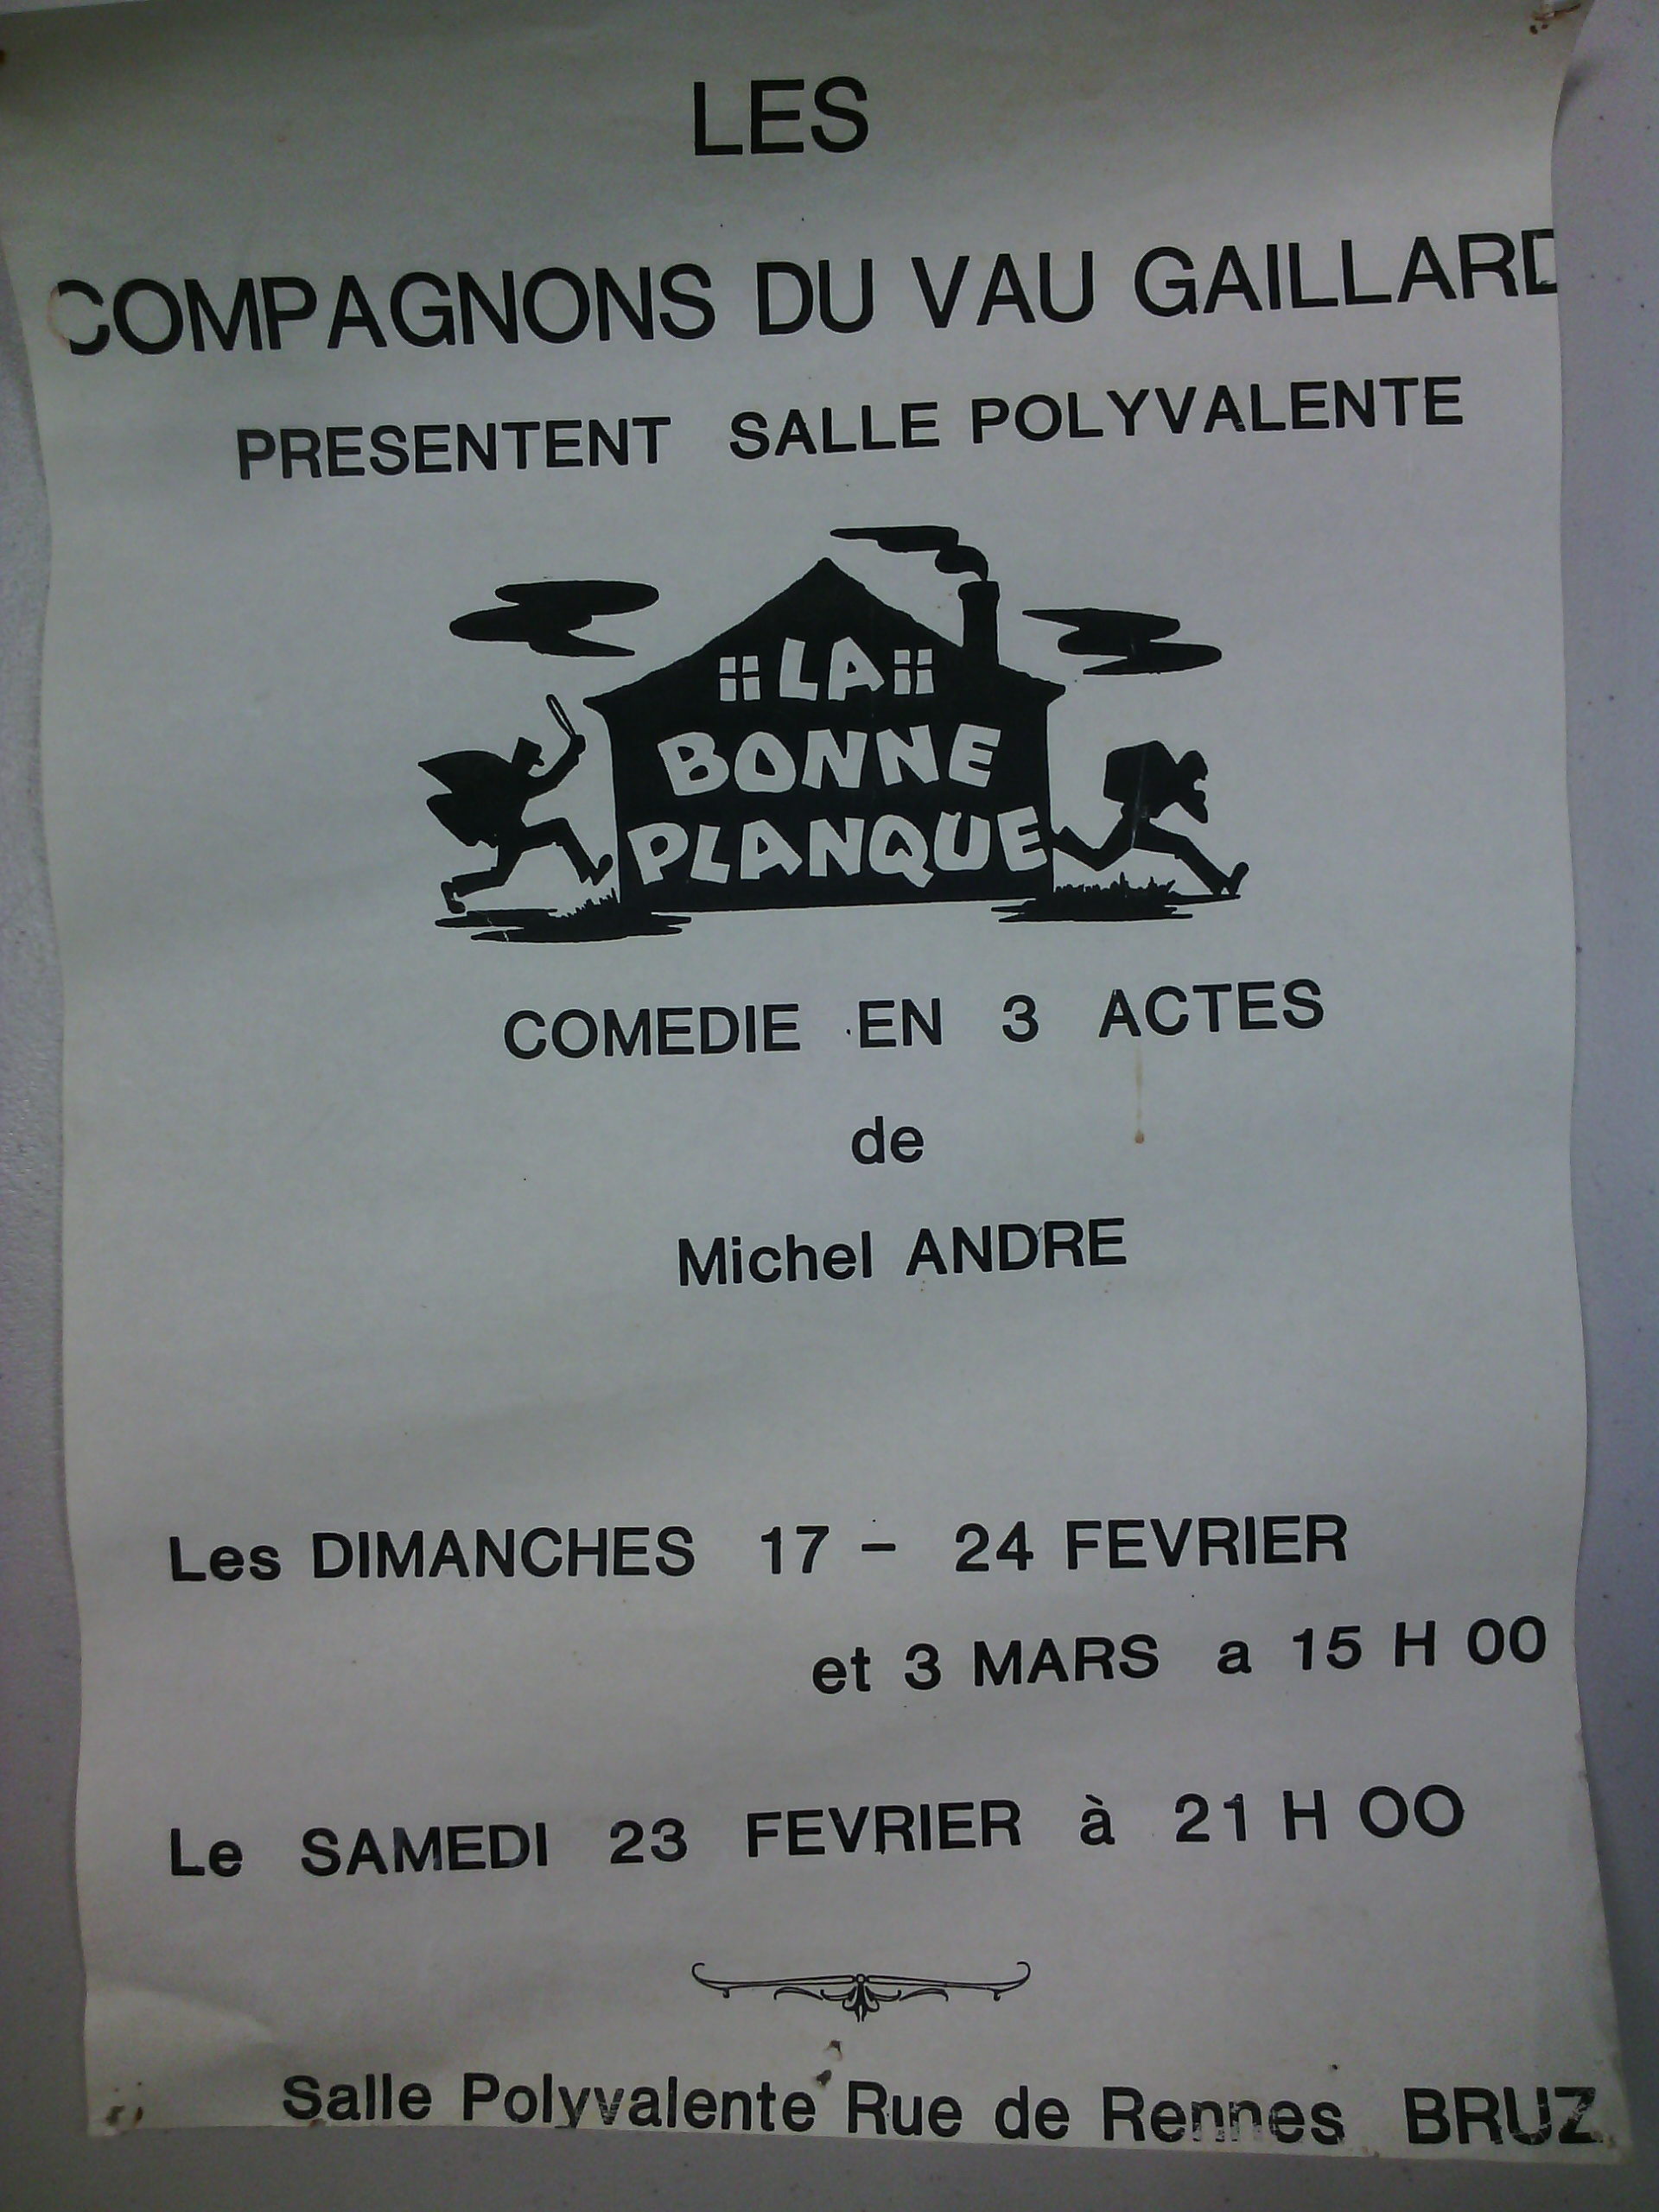 LES
COMPAGNONS DU VAU GAILLARD
PRESENTENT SALLE POLYVALENTE
LA
BONNE
PLANQUE
COMEDIE EN 3 ACTES
de
Michel ANDRE
Les DIMANCHES 17 - 24 FEVRIER
et 3 MARS a 15 H 00
Le SAMEDI 23 FEVRIER à 21 H OO
Salle Polyvalente Rue de Rennes BRUZ